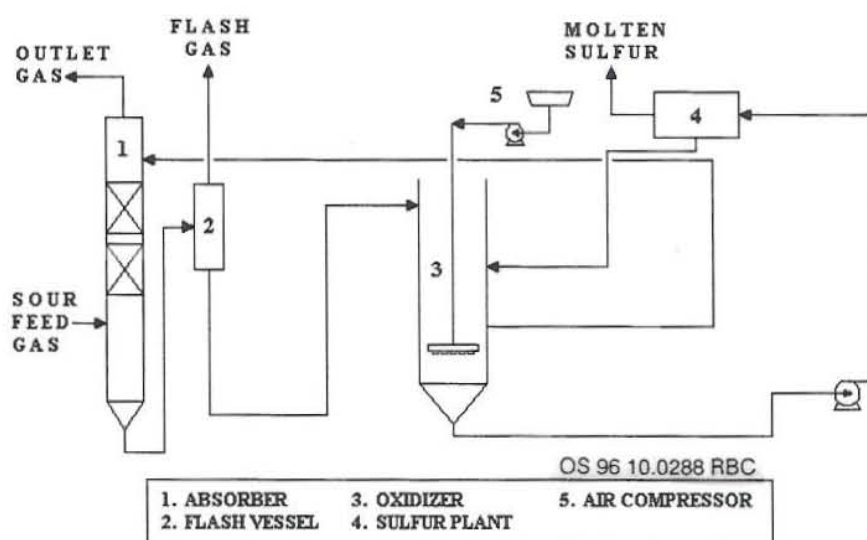 FLASH
GAS
OUTLET
GAS
MOLTEN
SULFUR
5
4
1
2
3
SOUR
FEED
GAS
OS 96 10.0288 RBC
1. ABSORBER 3. OXIDIZER 5. AIR COMPRESSOR
2. FLASH VESSEL 4. SULFUR PLANT